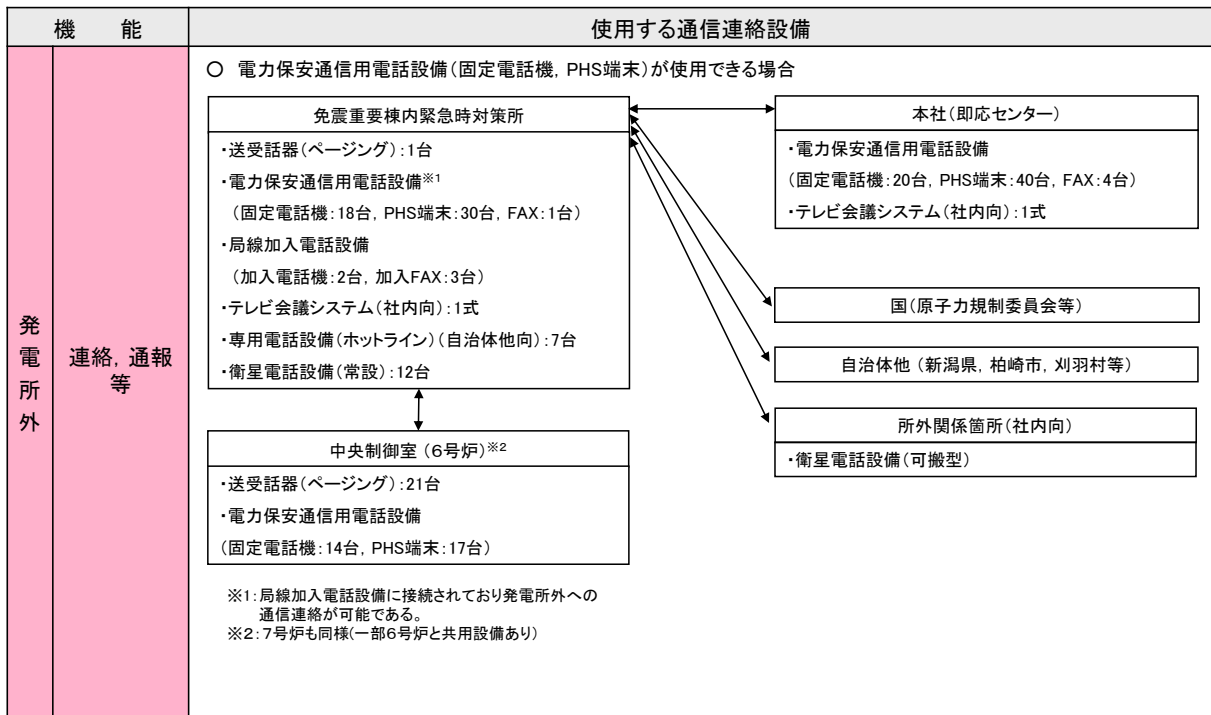 機 能
使用する通信連絡設備
発電所外
連絡, 通報等
○ 電力保安通信用電話設備(固定電話機, PHS端末)が使用できる場合
免震重要棟内緊急時対策所
・送受話器(ページング):1台
・電力保安通信用電話設備※1
(固定電話機:18台, PHS端末:30台, FAX:1台)
・局線加入電話設備
(加入電話機:2台, 加入FAX:3台)
・テレビ会議システム(社内向):1式
・専用電話設備(ホットライン)(自治体他向):7台
・衛星電話設備(常設):12台
中央制御室 (6号炉)※2
・送受話器(ページング):21台
・電力保安通信用電話設備
(固定電話機:14台, PHS端末:17台)
※1:局線加入電話設備に接続されており発電所外への
通信連絡が可能である。
※2:7号炉も同様(一部6号炉と共用設備あり)
本社(即応センター)
・電力保安通信用電話設備
(固定電話機:20台, PHS端末:40台, FAX:4台)
・テレビ会議システム(社内向):1式
国(原子力規制委員会等)
自治体他 (新潟県, 柏崎市, 刈羽村等)
所外関係箇所(社内向)
・衛星電話設備(可搬型)